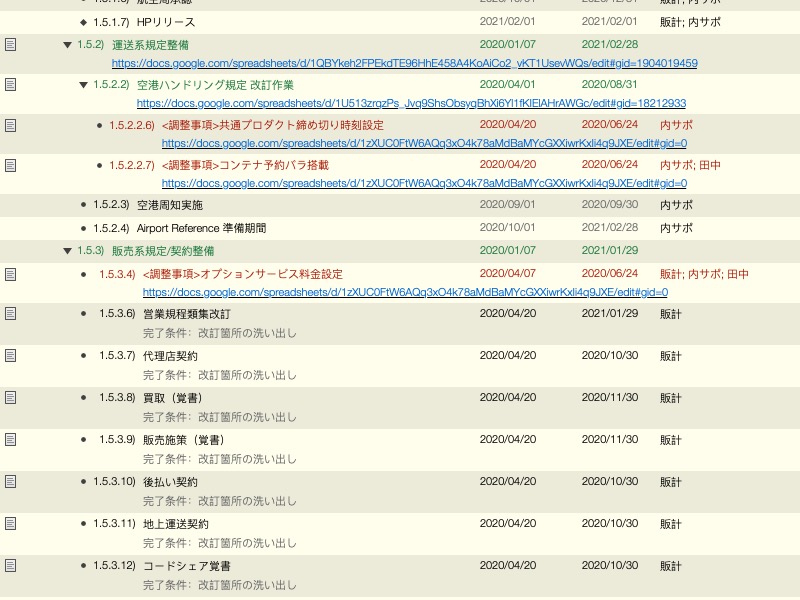 1.5.1.7) HPリリース 2021/02/01 2021/02/01 販計; 内サポ
1.5.2) 運送系規定整備 2020/01/07 2021/02/28
1.5.2.2) 空港ハンドリング規定 改訂作業 2020/04/01 2020/08/31
1.5.2.2.6) <調整事項>共通プロダクト締め切り時刻設定 2020/04/20 2020/06/24 内サポ
https://docs.google.com/spreadsheets/d/1zXUC0FtW6AQq3xO4k78aMdBaMYcGXXiwrKxli4q9JXE/edit#gid=0
1.5.2.2.7) <調整事項>コンテナ予約バラ搭載 2020/04/20 2020/06/24 内サポ; 田中
https://docs.google.com/spreadsheets/d/1zXUC0FtW6AQq3xO4k78aMdBaMYcGXXiwrKxli4q9JXE/edit#gid=0
1.5.2.3) 空港周知実施 2020/09/01 2020/09/30 内サポ
1.5.2.4) Airport Reference 準備期間 2020/10/01 2021/02/28 内サポ
1.5.3) 販売系規定/契約整備 2020/01/07 2021/01/29
1.5.3.4) <調整事項>オプションサービス料金設定 2020/04/07 2020/06/24 販計; 内サポ; 田中
https://docs.google.com/spreadsheets/d/1zXUC0FtW6AQq3xO4k78aMdBaMYcGXXiwrKxli4q9JXE/edit#gid=0
1.5.3.6) 営業規程類集改訂 2020/04/20 2021/01/29 販計
完了条件: 改訂箇所の洗い出し
1.5.3.7) 代理店契約 2020/04/20 2020/10/30 販計
完了条件: 改訂箇所の洗い出し
1.5.3.8) 買取（覚書） 2020/04/20 2020/11/30 販計
完了条件: 改訂箇所の洗い出し
1.5.3.9) 販売施策（覚書） 2020/04/20 2020/11/30 販計
完了条件: 改訂箇所の洗い出し
1.5.3.10) 後払い契約 2020/04/20 2020/10/30 販計
完了条件: 改訂箇所の洗い出し
1.5.3.11) 地上運送契約 2020/04/20 2020/10/30 販計
完了条件: 改訂箇所の洗い出し
1.5.3.12) コードシェア覚書 2020/04/20 2020/10/30 販計
完了条件: 改訂箇所の洗い出し